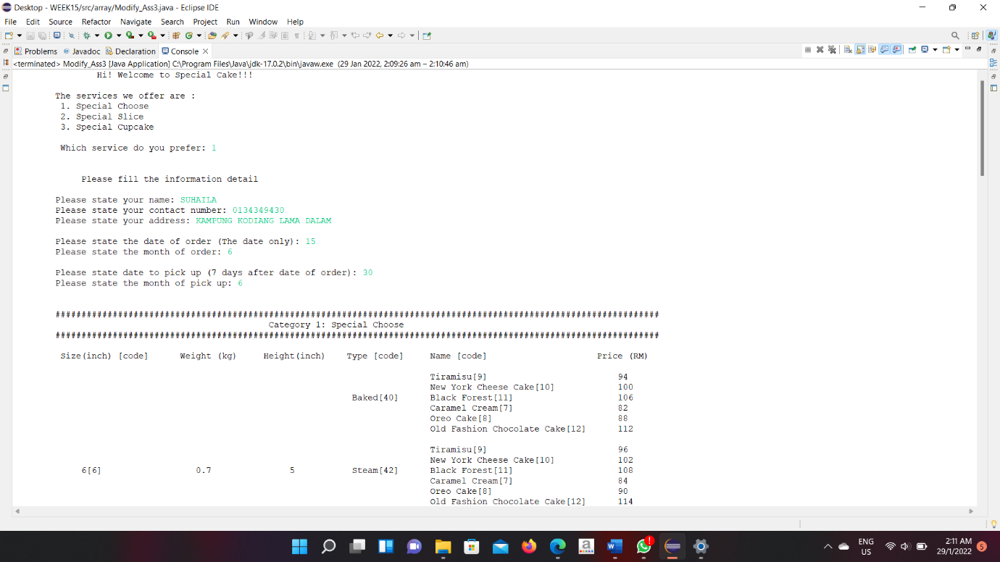 Desktop - WEEK15/src/array/Modify_Ass3.java - Eclipse IDE
File Edit Source Refactor Navigate Search Project Run Window Help
Problems @ Javadoc Declaration Console
<terminated> Modify_Ass3 [Java Application] C:\Program Files\Java\jdk-17.0.2\bin\javaw.exe (29 Jan 2022, 2:09:26 am – 2:10:46 am)
Hi! Welcome to Special Cake!!!
The services we offer are :
1. Special Choose
2. Special Slice
3. Special Cupcake
Which service do you prefer: 1
Please fill the information detail
Please state your name: SUHAILA
Please state your contact number: 0134349430
Please state your address: KAMPUNG KODIANG LAMA DALAM
Please state the date of order (The date only): 15
Please state the month of order: 6
Please state date to pick up (7 days after date of order): 30
Please state the month of pick up: 6
####################################################################################################################
Category 1: Special Choose
####################################################################################################################
Size(inch) [code] Weight (kg) Height(inch) Type [code] Name [code] Price (RM)
Tiramisu[9] 94
New York Cheese Cake[10] 100
Baked[40] Black Forest[11] 106
Caramel Cream[7] 82
Oreo Cake[8] 88
Old Fashion Chocolate Cake[12] 112
Tiramisu[9] 96
New York Cheese Cake[10] 102
6[6] 0.7 5 Steam[42] Black Forest[11] 108
Caramel Cream[7] 84
Oreo Cake[8] 90
Old Fashion Chocolate Cake[12] 114
ENG
US
2:11 AM
29/1/2022
5